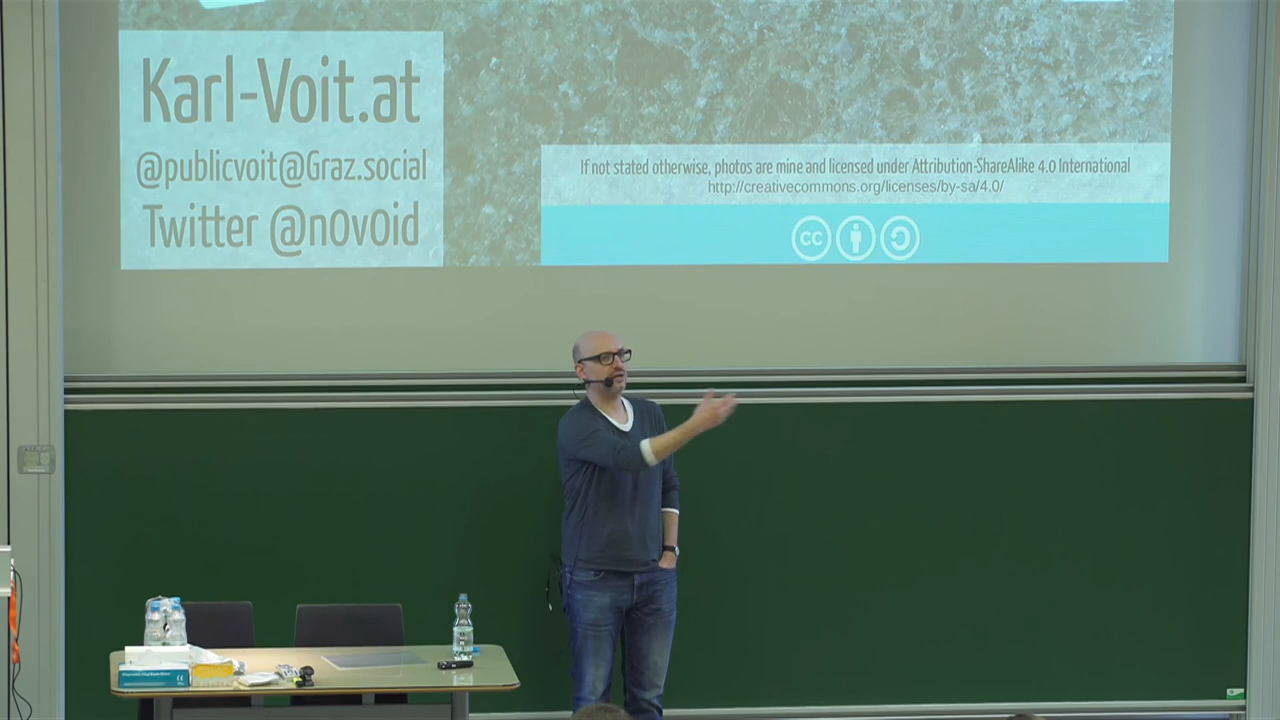 Karl-Voit.at
@publicvoit@Graz.social
Twitter @n0v0id
If not stated otherwise, photos are mine and licensed under Attribution-ShareAlike 4.0 International
http://creativecommons.org/licenses/by-sa/4.0/
cc